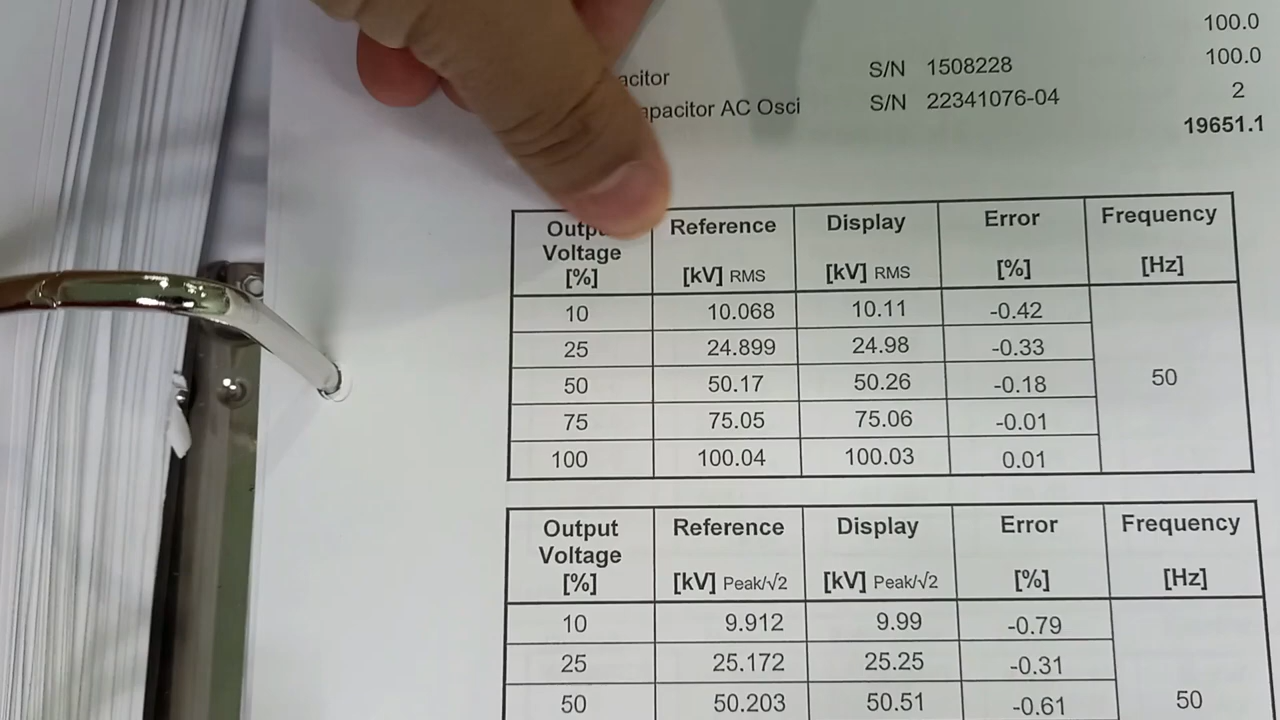 100.0
acitor S/N 1508228 100.0
apacitor AC Osci S/N 22341076-04 2
19651.1
Output Reference Display Error Frequency
Voltage
[%] [kV] RMS [kV] RMS [%] [Hz]
10 10.068 10.11 -0.42
25 24.899 24.98 -0.33
50 50.17 50.26 -0.18 50
75 75.05 75.06 -0.01
100 100.04 100.03 0.01
Output Reference Display Error Frequency
Voltage
[%] [kV] Peak/√2 [kV] Peak/√2 [%] [Hz]
10 9.912 9.99 -0.79
25 25.172 25.25 -0.31
50 50.203 50.51 -0.61 50